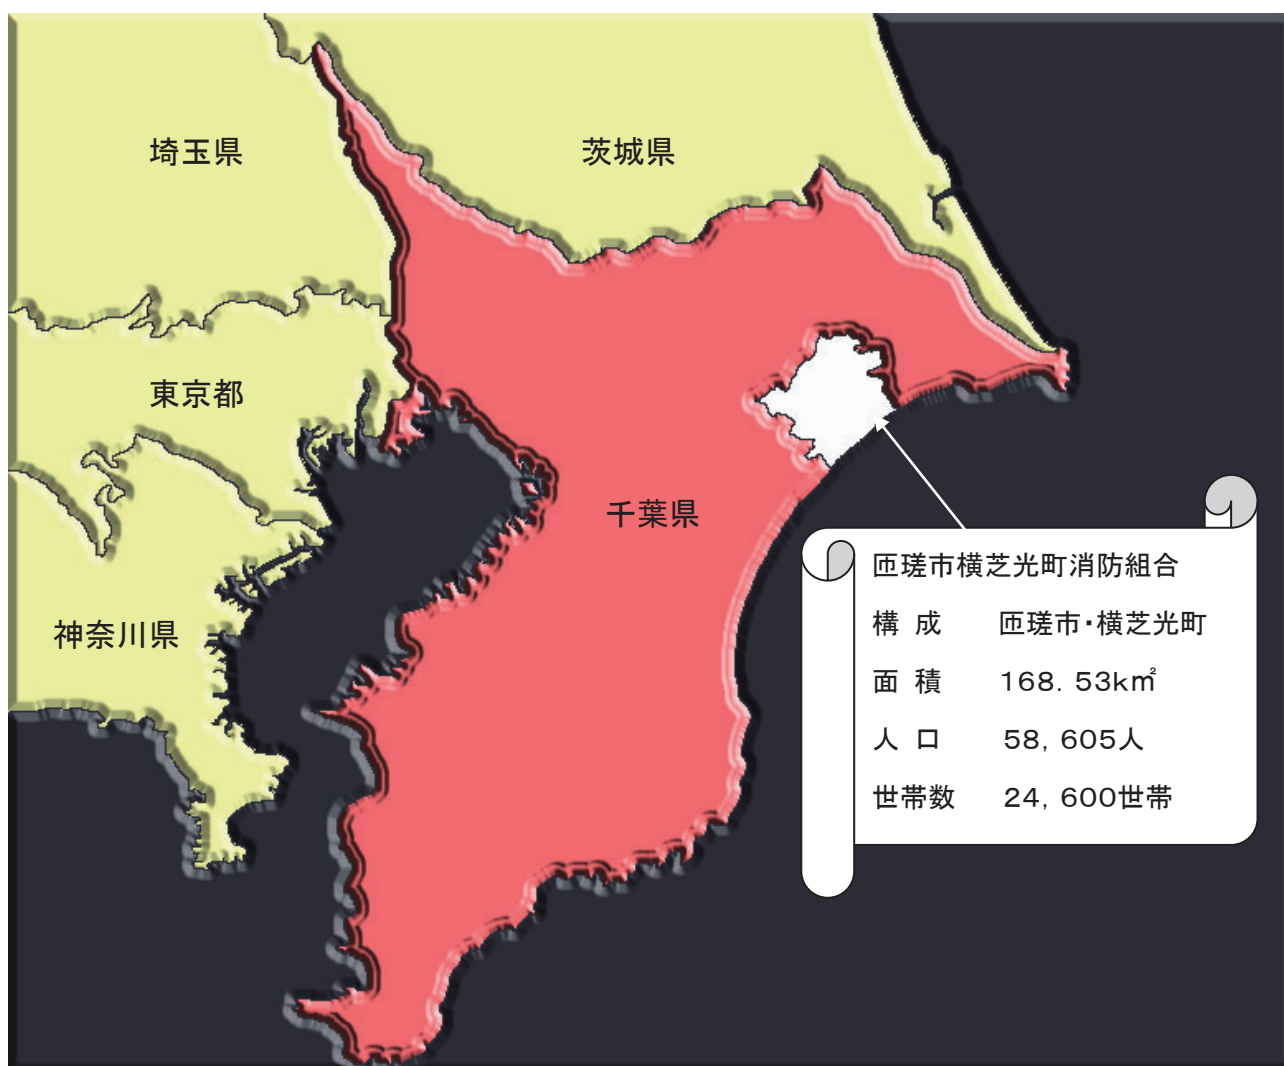 埼玉県
茨城県
東京都
千葉県
神奈川県
匝瑳市横芝光町消防組合
構 成 匝瑳市・横芝光町
面 積 168．53k㎡
人 口 58，605人
世帯数 24，600世帯